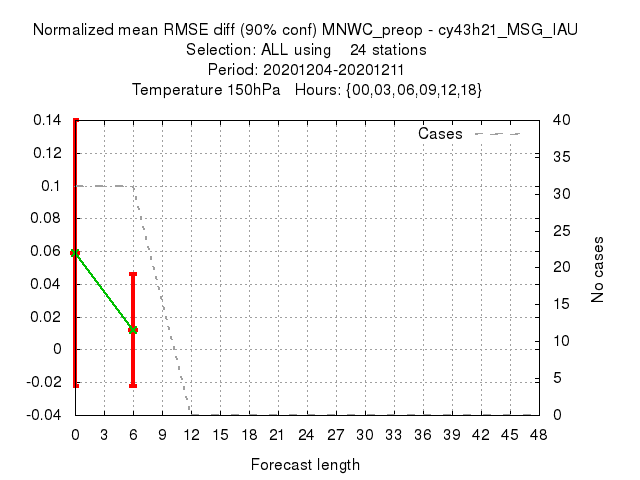 Normalized mean RMSE diff (90% conf) MNWC_preop - cy43h21_MSG_IAU
Selection: ALL using 24 stations
Period: 20201204-20201211
Temperature 150hPa Hours: {00,03,06,09,12,18}
Cases
0.14
0.12
0.1
0.08
0.06
0.04
0.02
0
-0.02
-0.04
40
35
30
25
20
15
10
5
0
No cases
0 3 6 9 12 15 18 21 24 27 30 33 36 39 42 45 48
Forecast length